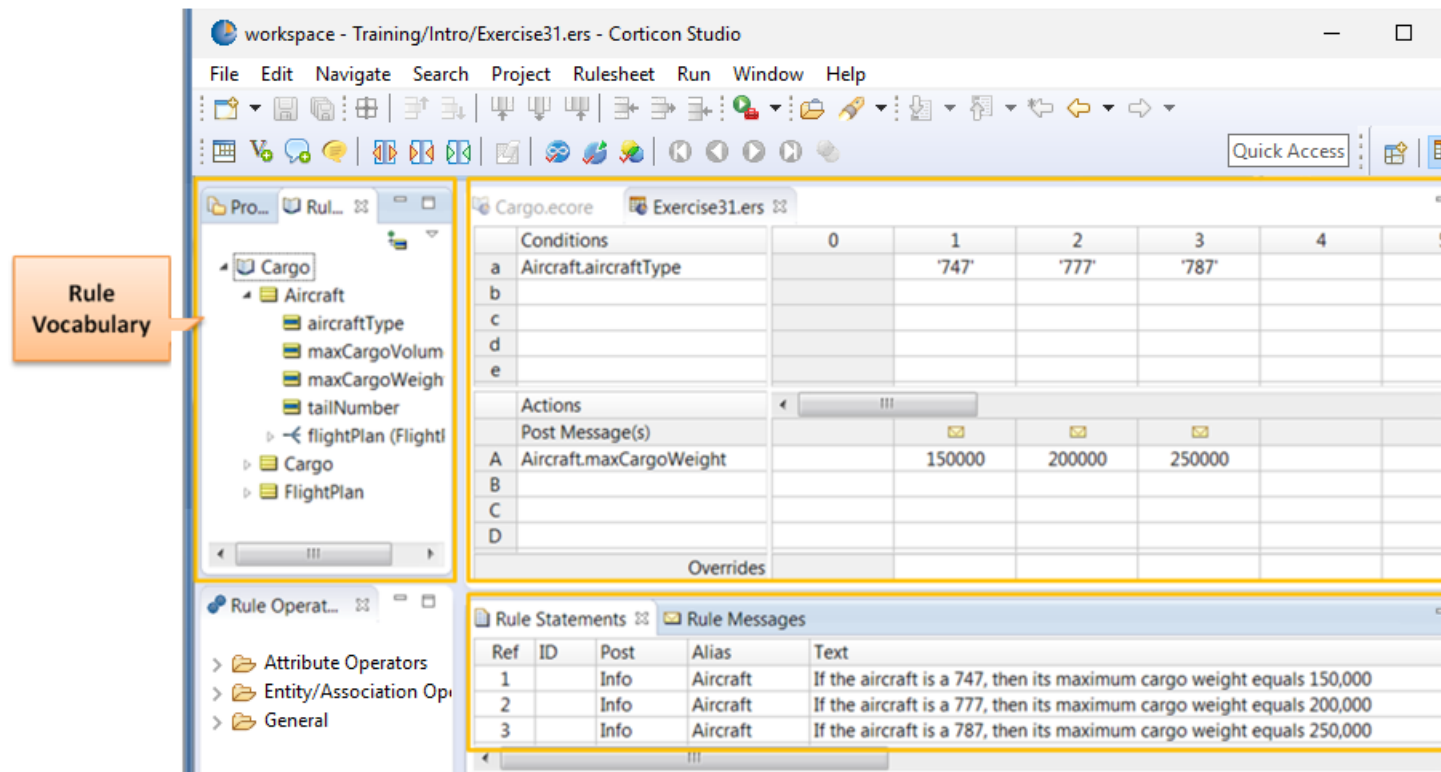 workspace - Training/Intro/Exercise31.ers - Corticon Studio
File Edit Navigate Search Project Rulesheet Run Window Help
Quick Access
Pro... Rul...
Cargo
Aircraft
aircraftType
maxCargoVolum
maxCargoWeigh
tailNumber
flightPlan (Flightl
Cargo
FlightPlan
Rule
Vocabulary
Cargo.ecore Exercise31.ers
Conditions 0 1 2 3 4
a Aircraft.aircraftType '747' '777' '787'
b
c
d
e
Actions
Post Message(s)
A Aircraft.maxCargoWeight 150000 200000 250000
B
C
D
Overrides
Rule Operat...
Attribute Operators
Entity/Association Op
General
Rule Statements Rule Messages
Ref ID Post Alias Text
1 Info Aircraft If the aircraft is a 747, then its maximum cargo weight equals 150,000
2 Info Aircraft If the aircraft is a 777, then its maximum cargo weight equals 200,000
3 Info Aircraft If the aircraft is a 787, then its maximum cargo weight equals 250,000